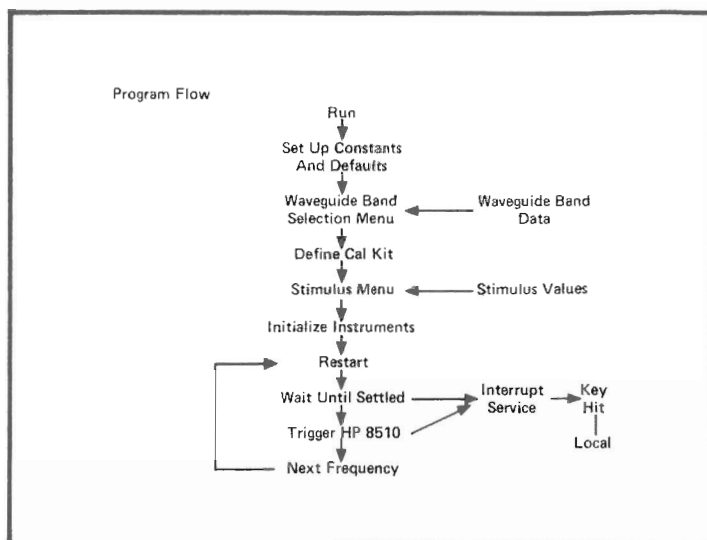 Program Flow
Run
Set Up Constants
And Defaults
Waveguide Band
Selection Menu
Waveguide Band
Data
Define Cal Kit
Stimulus Menu
Stimulus Values
Initialize Instruments
Restart
Wait Until Settled
Interrupt
Service
Key
Hit
Local
Trigger HP 8510
Next Frequency